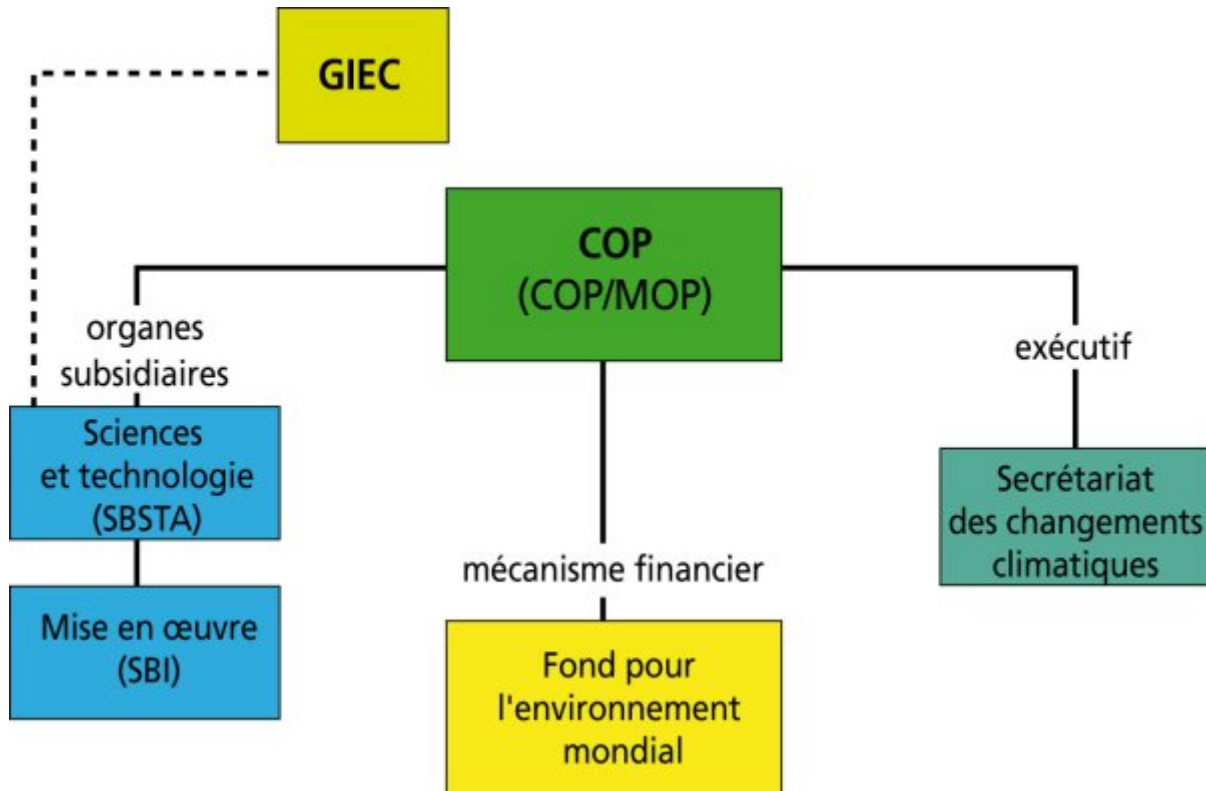 GIEC
COP
(COP/MOP)
organes
subsidiaires
exécutif
Sciences
et technologie
(SBSTA)
Secrétariat
des changements
climatiques
mécanisme financier
Mise en œuvre
(SBI)
Fond pour
l'environnement
mondial